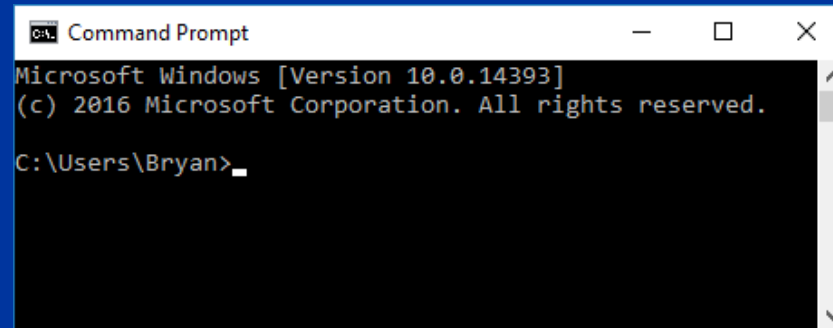 Command Prompt
Microsoft Windows [Version 10.0.14393]
(c) 2016 Microsoft Corporation. All rights reserved.
C:\Users\Bryan>